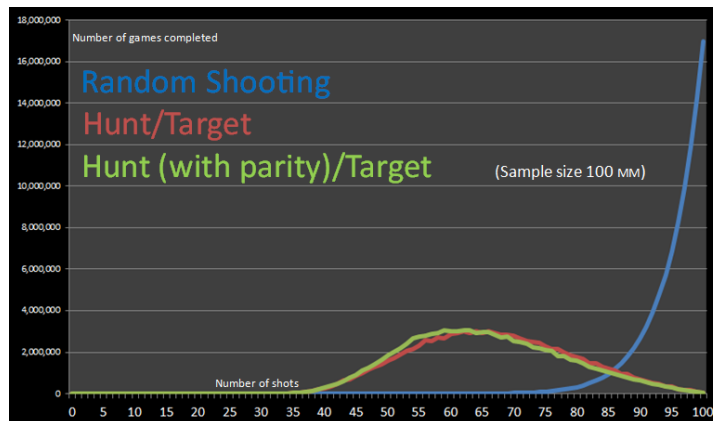 18,000,000
Number of games completed
16,000,000
Random Shooting
14,000,000
Hunt/Target
12,000,000
Hunt (with parity)/Target
(Sample size 100 MM)
10,000,000
8,000,000
6,000,000
4,000,000
2,000,000
Number of shots
0
0 5 10 15 20 25 30 35 40 45 50 55 60 65 70 75 80 85 90 95 100